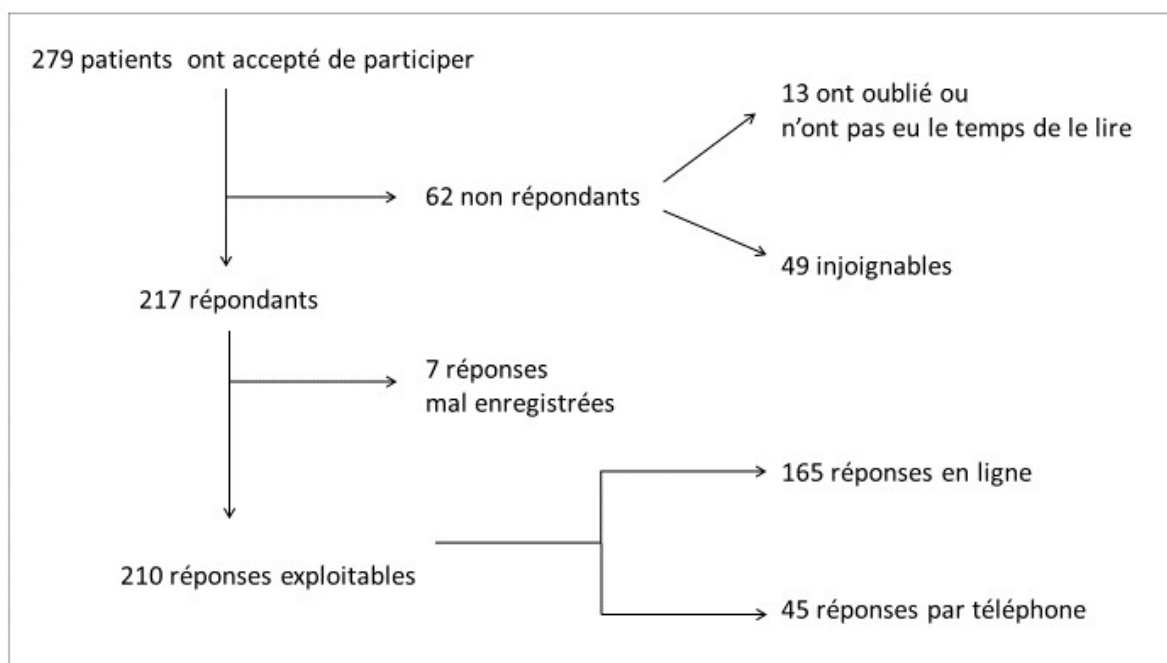 279 patients ont accepté de participer
13 ont oublié ou
n'ont pas eu le temps de le lire
62 non répondants
49 injoignables
217 répondants
7 réponses
mal enregistrées
165 réponses en ligne
210 réponses exploitables
45 réponses par téléphone